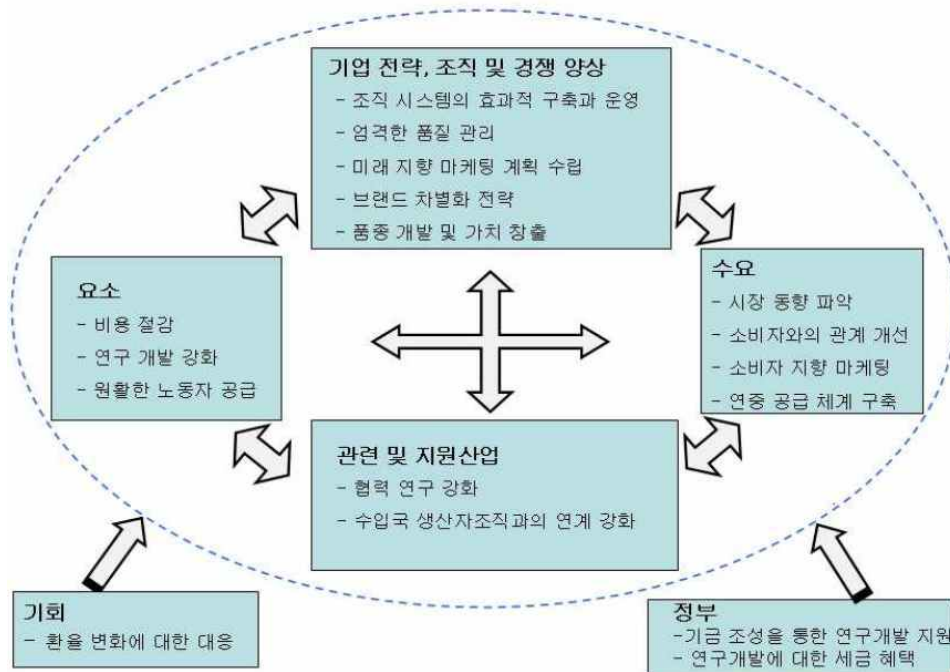 기업 전략, 조직 및 경쟁 양상
- 조직 시스템의 효과적 구축과 운영
- 엄격한 품질 관리
- 미래 지향 마케팅 계획 수립
- 브랜드 차별화 전략
- 품종 개발 및 가치 창출
요소
- 비용 절감
- 연구 개발 강화
- 원활한 노동자 공급
수요
- 시장 동향 파악
- 소비자와의 관계 개선
- 소비자 지향 마케팅
- 연중 공급 체계 구축
관련 및 지원산업
- 협력 연구 강화
- 수입국 생산자조직과의 연계 강화
기회
- 환율 변화에 대한 대응
정부
-기금 조성을 통한 연구개발 지원
- 연구개발에 대한 세금 혜택